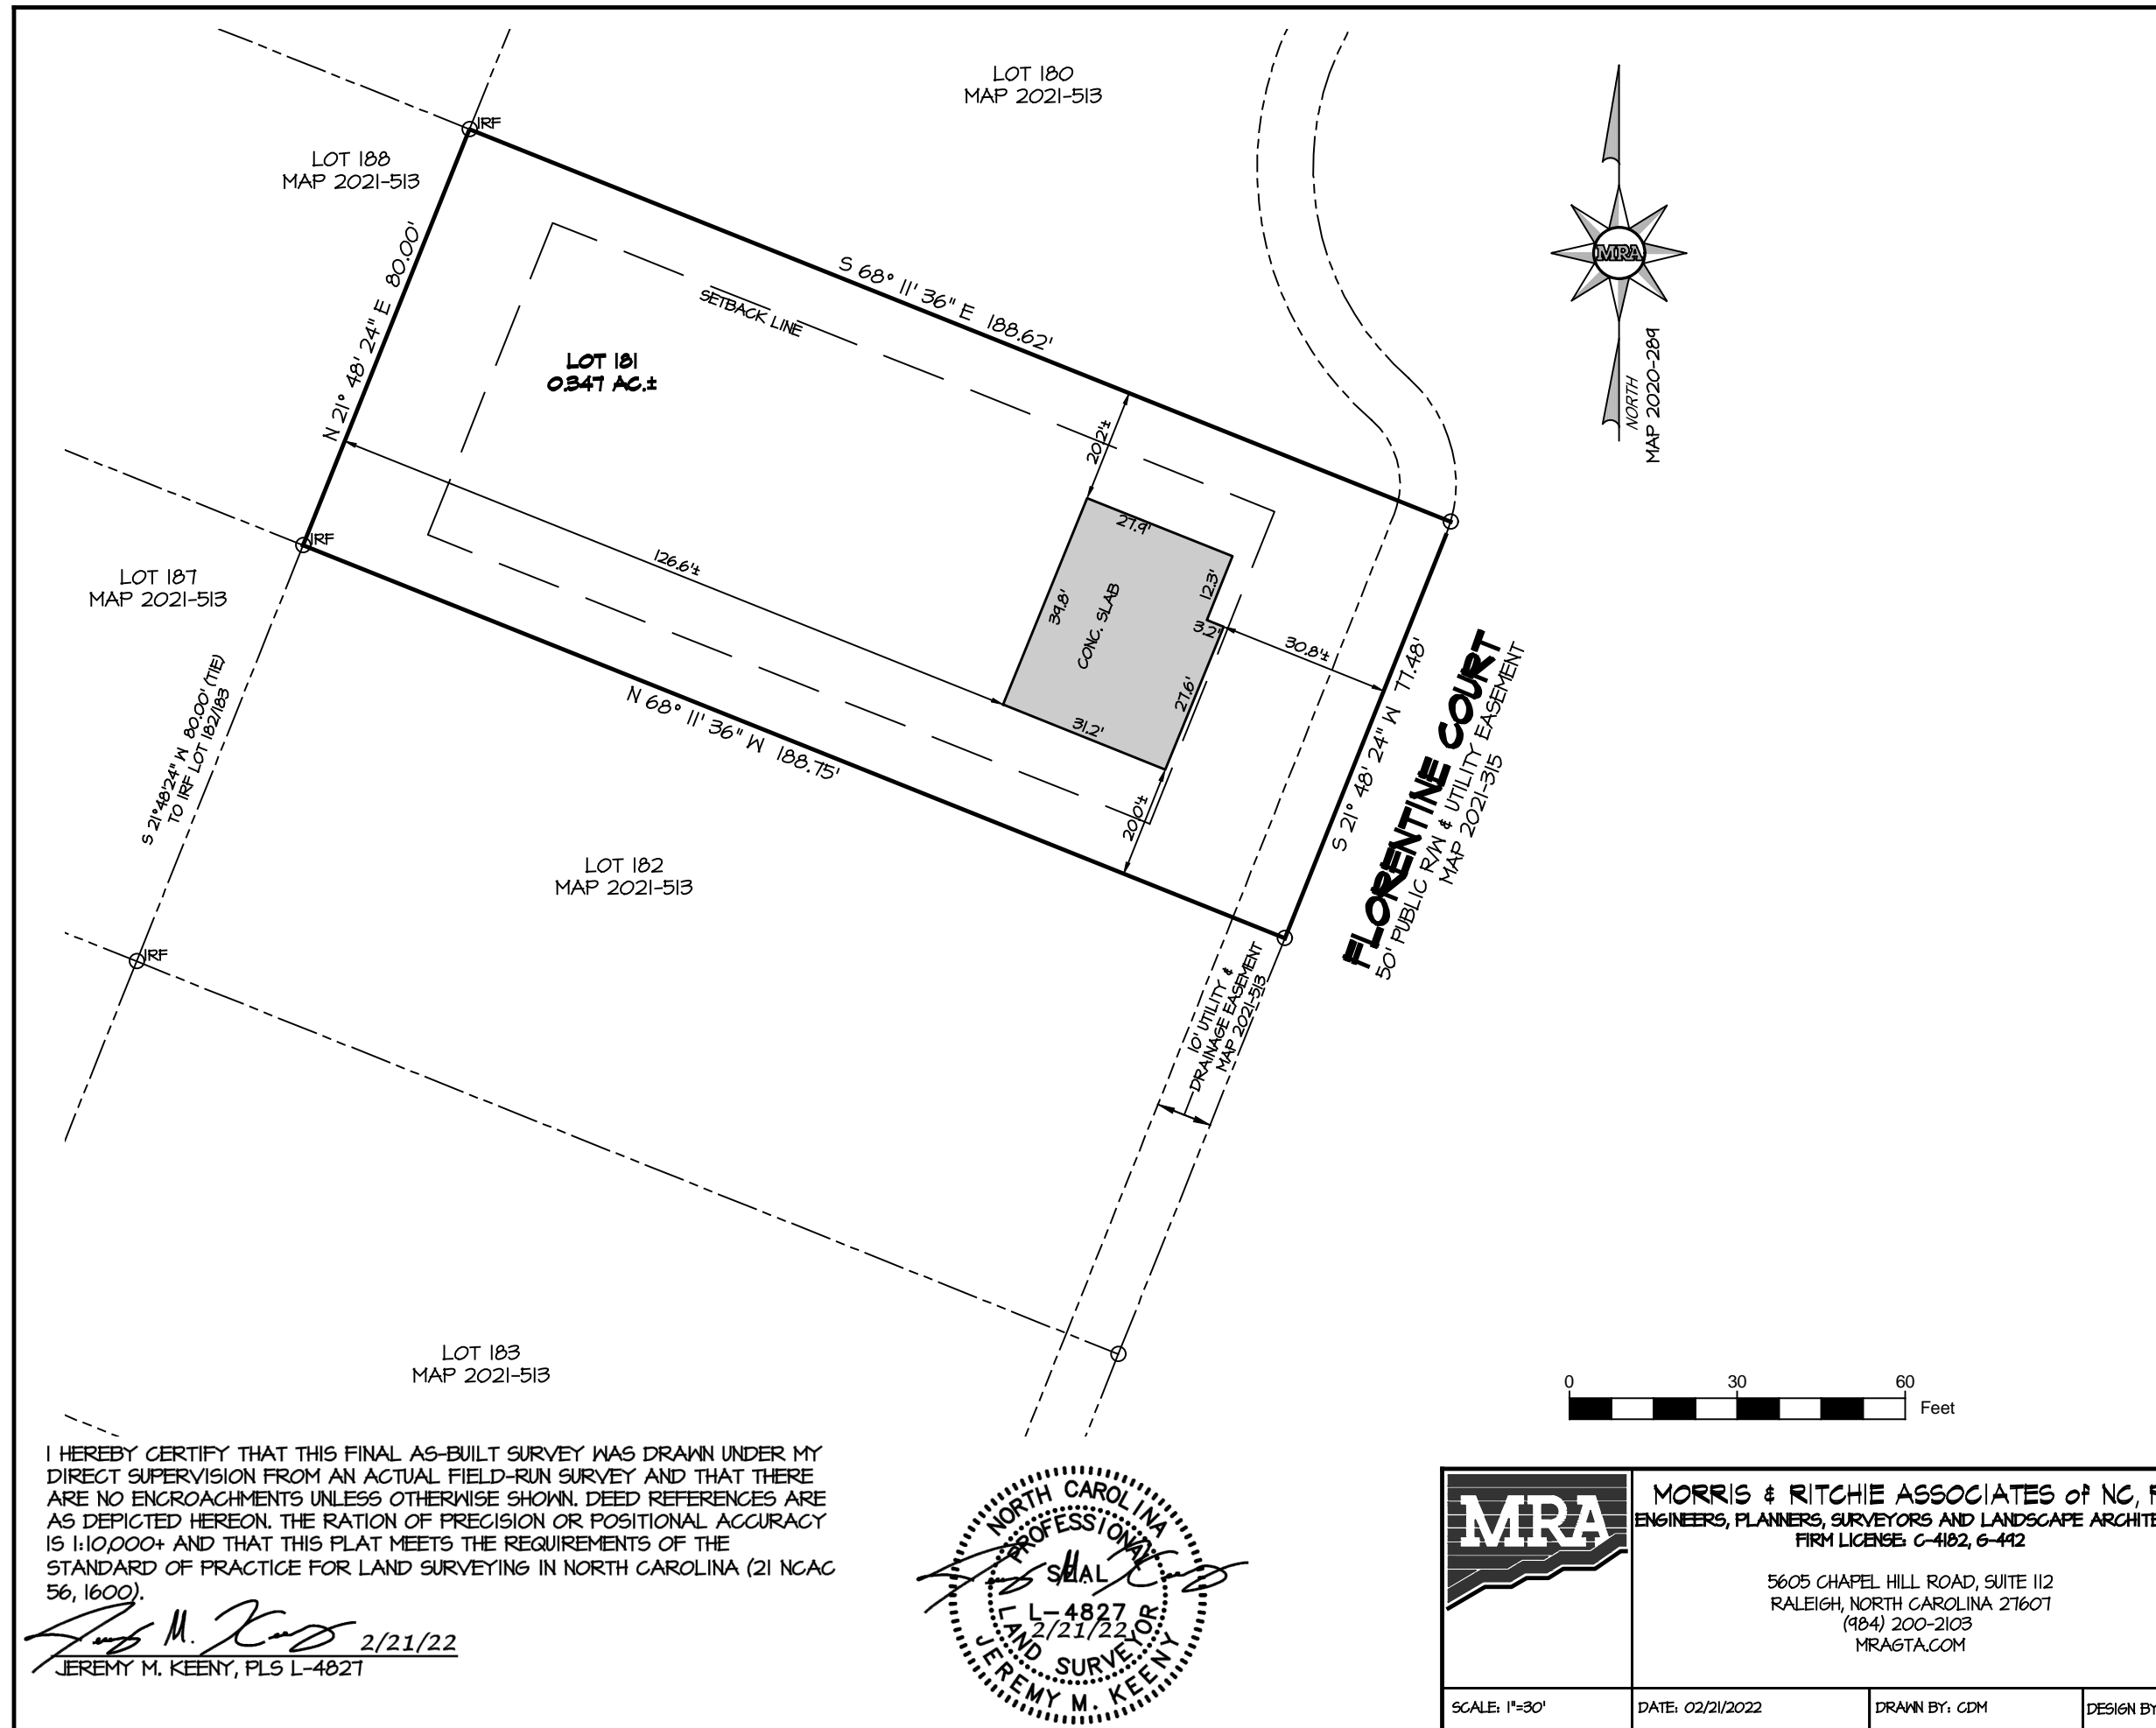 LOT 180
MAP 2021-513
IRF
LOT 188
MAP 2021-513
N 21° 48' 24" E 80.00'
S 68° 11' 36" E 188.62'
SETBACK LINE
LOT 181
0.347 AC.±
MRA
NORTH
MAP 2020-289
20.2'±
27.9'
12.3'
3.2'
39.8'
CONC. SLAB
27.6'
31.2'
126.6'±
30.8'±
20.0'±
IRF
LOT 187
MAP 2021-513
N 68° 11' 36" W 188.75'
S 21° 48' 24" W 77.48'
FLORENTINE COURT
50' PUBLIC R/W & UTILITY EASEMENT
MAP 2021-315
S 21°48'24" W 80.00' (TIE)
TO IRF LOT 182/183
LOT 182
MAP 2021-513
IRF
10' UTILITY &
DRAINAGE EASEMENT
MAP 2021-513
LOT 183
MAP 2021-513
0 30 60
Feet
I HEREBY CERTIFY THAT THIS FINAL AS-BUILT SURVEY WAS DRAWN UNDER MY
DIRECT SUPERVISION FROM AN ACTUAL FIELD-RUN SURVEY AND THAT THERE
ARE NO ENCROACHMENTS UNLESS OTHERWISE SHOWN. DEED REFERENCES ARE
AS DEPICTED HEREON. THE RATION OF PRECISION OR POSITIONAL ACCURACY
IS 1:10,000+ AND THAT THIS PLAT MEETS THE REQUIREMENTS OF THE
STANDARD OF PRACTICE FOR LAND SURVEYING IN NORTH CAROLINA (21 NCAC
56, 1600).
2/21/22
JEREMY M. KEENY, PLS L-4827
NORTH CAROLINA
PROFESSIONAL
SEAL
L-4827
2/21/22
LAND SURVEYOR
JEREMY M. KEENY
MRA
MORRIS & RITCHIE ASSOCIATES of NC,
ENGINEERS, PLANNERS, SURVEYORS AND LANDSCAPE ARCHITE
FIRM LICENSE: C-4182, G-492
5605 CHAPEL HILL ROAD, SUITE 112
RALEIGH, NORTH CAROLINA 27607
(984) 200-2103
MRAGTA.COM
SCALE: 1"=30'
DATE: 02/21/2022
DRAWN BY: CDM
DESIGN BY